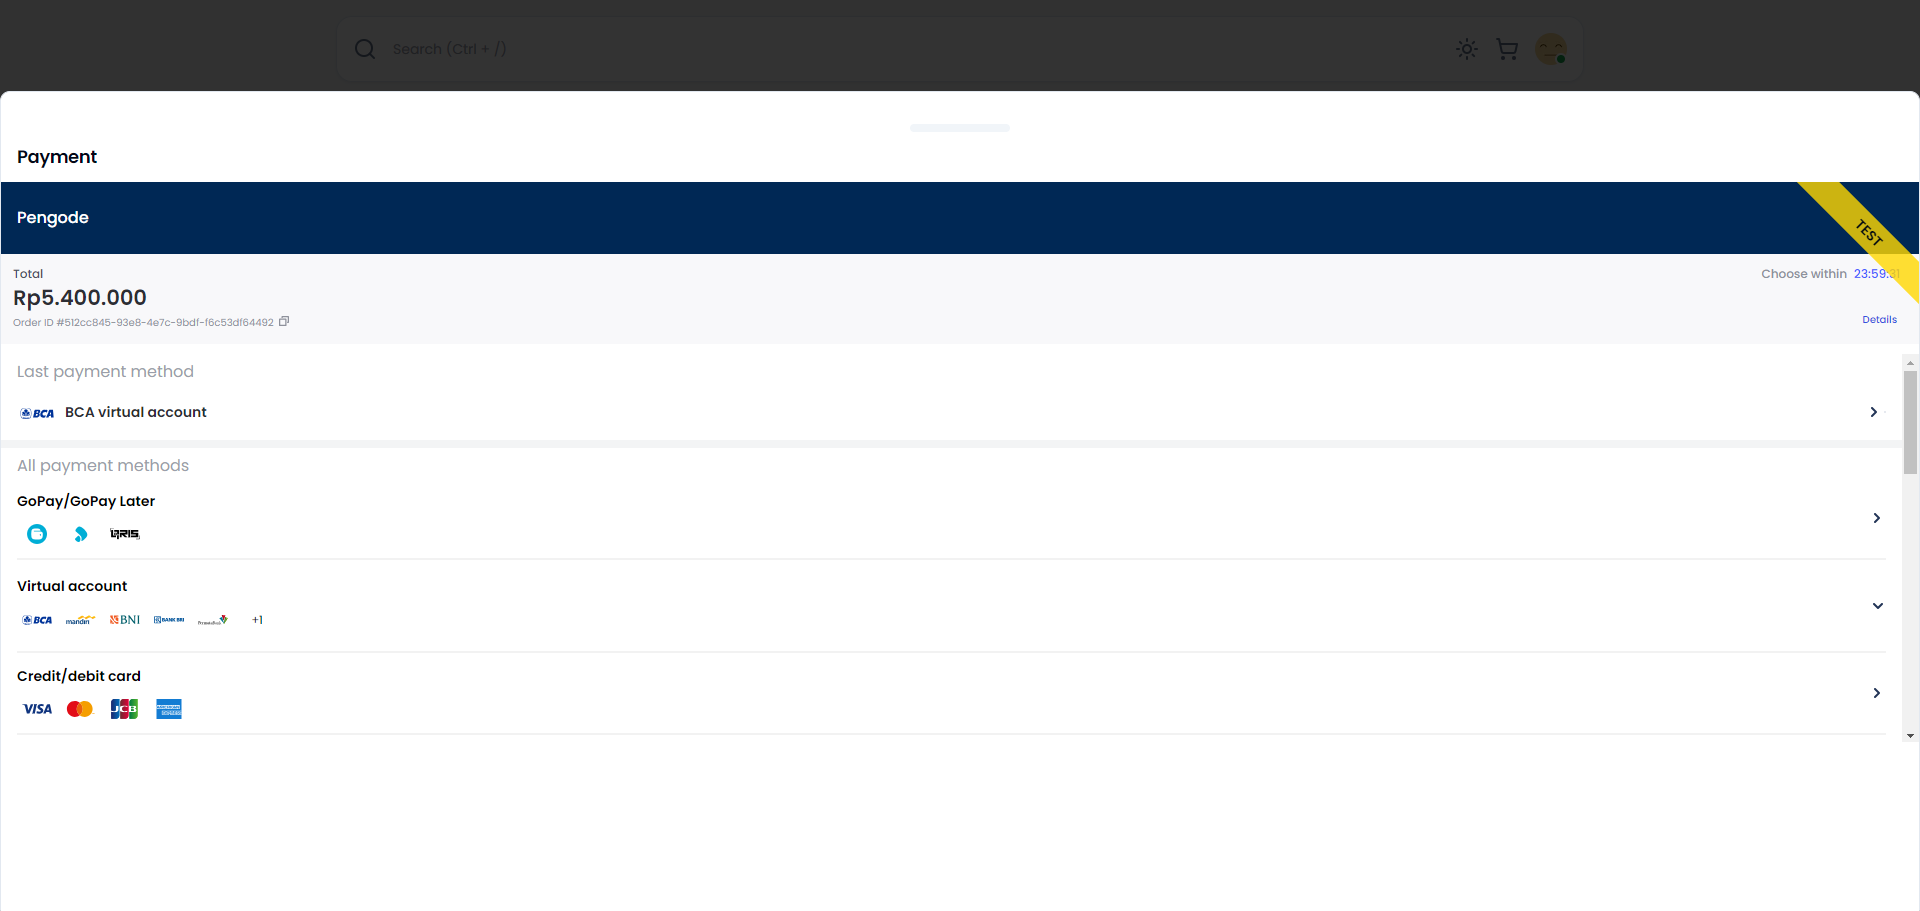 Search (Ctrl + /)
Payment
Pengode
TEST
Total
Choose within 23:59:31
Rp5.400.000
Order ID #512cc845-93e8-4e7c-9bdf-f6c53df64492
Details
Last payment method
BCA BCA virtual account
All payment methods
GoPay/GoPay Later
QRIS
Virtual account
BCA mandiri BNI BANK BRI PermataBank +1
Credit/debit card
VISA JCB